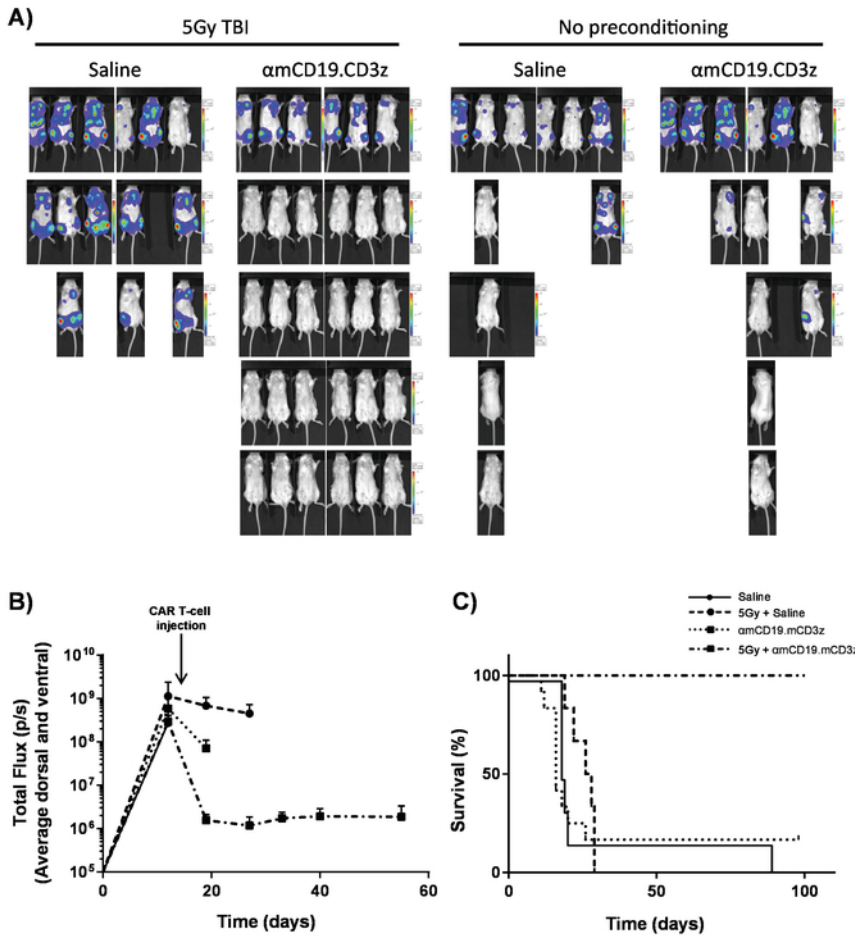 A)
5Gy TBI
No preconditioning
Saline
αmCD19.CD3z
Saline
αmCD19.CD3z
B)
CAR T-cell
injection
Total Flux (p/s)
(Average dorsal and ventral)
10^10
10^9
10^8
10^7
10^6
10^5
0
20
40
60
Time (days)
C)
Saline
5Gy + Saline
αmCD19.mCD3z
5Gy + αmCD19.mCD3z
Survival (%)
100
50
0
0
50
100
Time (days)